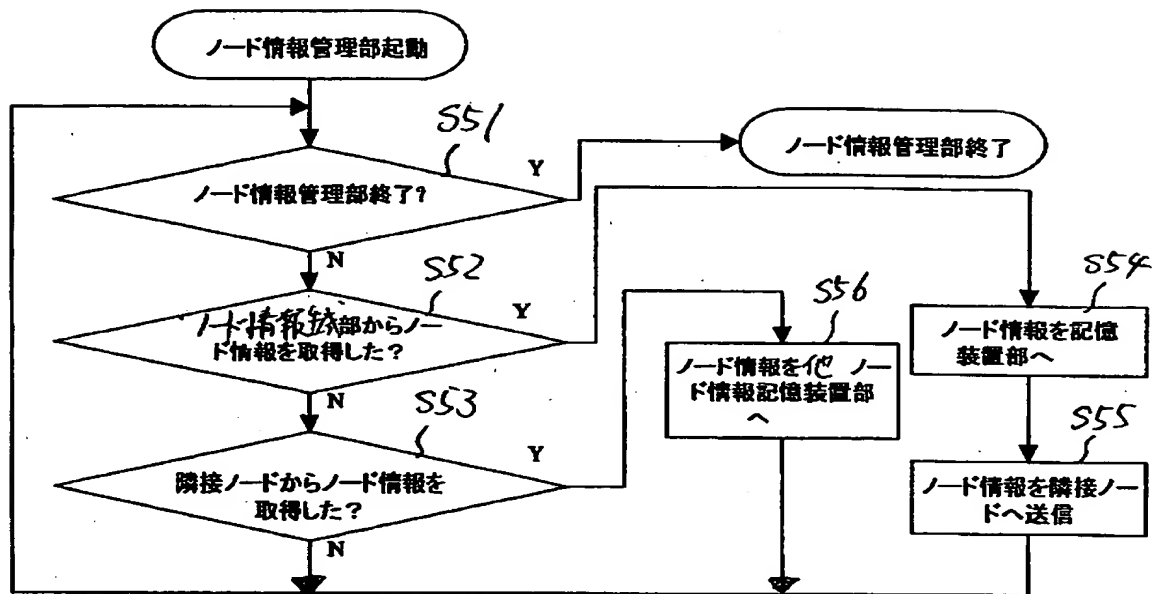 ノード情報管理部起動
S51
ノード情報管理部終了?
Y
ノード情報管理部終了
N
S52
ノード情報 部からノー
ド情報を取得した?
Y
N
S53
隣接ノードからノード情報を
取得した?
Y
N
S56
ノード情報を他 ノー
ド情報記憶装置部
へ
S54
ノード情報を記憶
装置部へ
S55
ノード情報を隣接ノー
ドへ送信